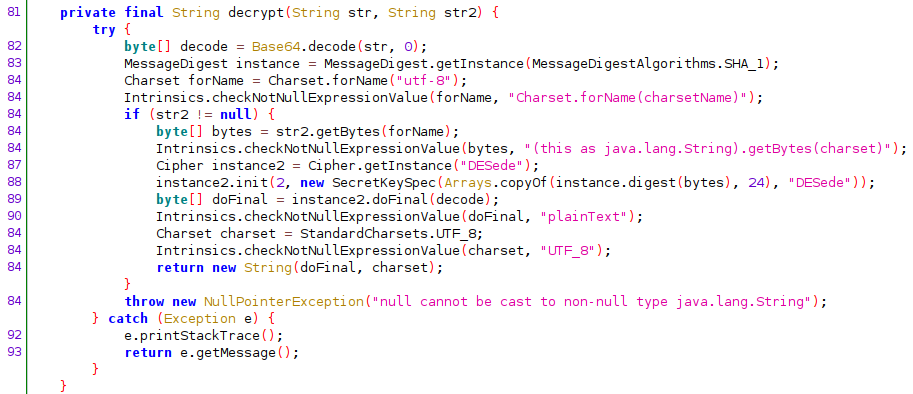 81 private final String decrypt(String str, String str2) {
try {
82 byte[] decode = Base64.decode(str, 0);
83 MessageDigest instance = MessageDigest.getInstance(MessageDigestAlgorithms.SHA_1);
84 Charset forName = Charset.forName("utf-8");
84 Intrinsics.checkNotNullExpressionValue(forName, "Charset.forName(charsetName)");
84 if (str2 != null) {
84 byte[] bytes = str2.getBytes(forName);
84 Intrinsics.checkNotNullExpressionValue(bytes, "(this as java.lang.String).getBytes(charset)");
87 Cipher instance2 = Cipher.getInstance("DESede");
88 instance2.init(2, new SecretKeySpec(Arrays.copyOf(instance.digest(bytes), 24), "DESede"));
89 byte[] doFinal = instance2.doFinal(decode);
90 Intrinsics.checkNotNullExpressionValue(doFinal, "plainText");
84 Charset charset = StandardCharsets.UTF_8;
84 Intrinsics.checkNotNullExpressionValue(charset, "UTF_8");
84 return new String(doFinal, charset);
}
84 throw new NullPointerException("null cannot be cast to non-null type java.lang.String");
} catch (Exception e) {
92 e.printStackTrace();
93 return e.getMessage();
}
}